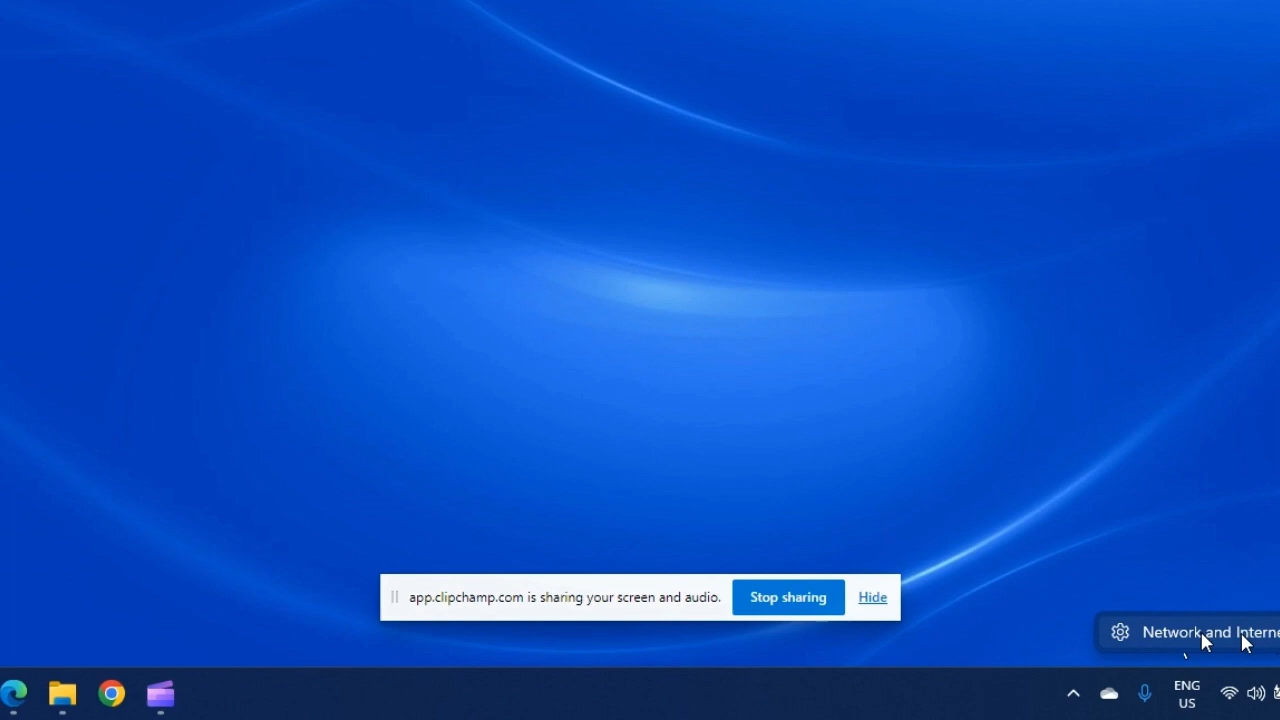 app.clipchamp.com is sharing your screen and audio.
Stop sharing
Hide
Network and Interne
ENG
US